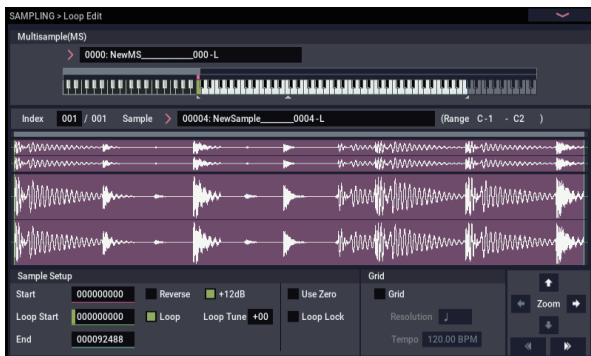 SAMPLING > Loop Edit
Multisample(MS)
0000: NewMS__________000-L
Index 001 / 001 Sample 00004: NewSample______0004-L (Range C-1 - C2 )
Sample Setup Grid
Start 000000000 Reverse +12dB Use Zero Grid
Loop Start 000000000 Loop Loop Tune +00 Loop Lock Resolution ♩
End 000092488 Tempo 120.00 BPM
Zoom